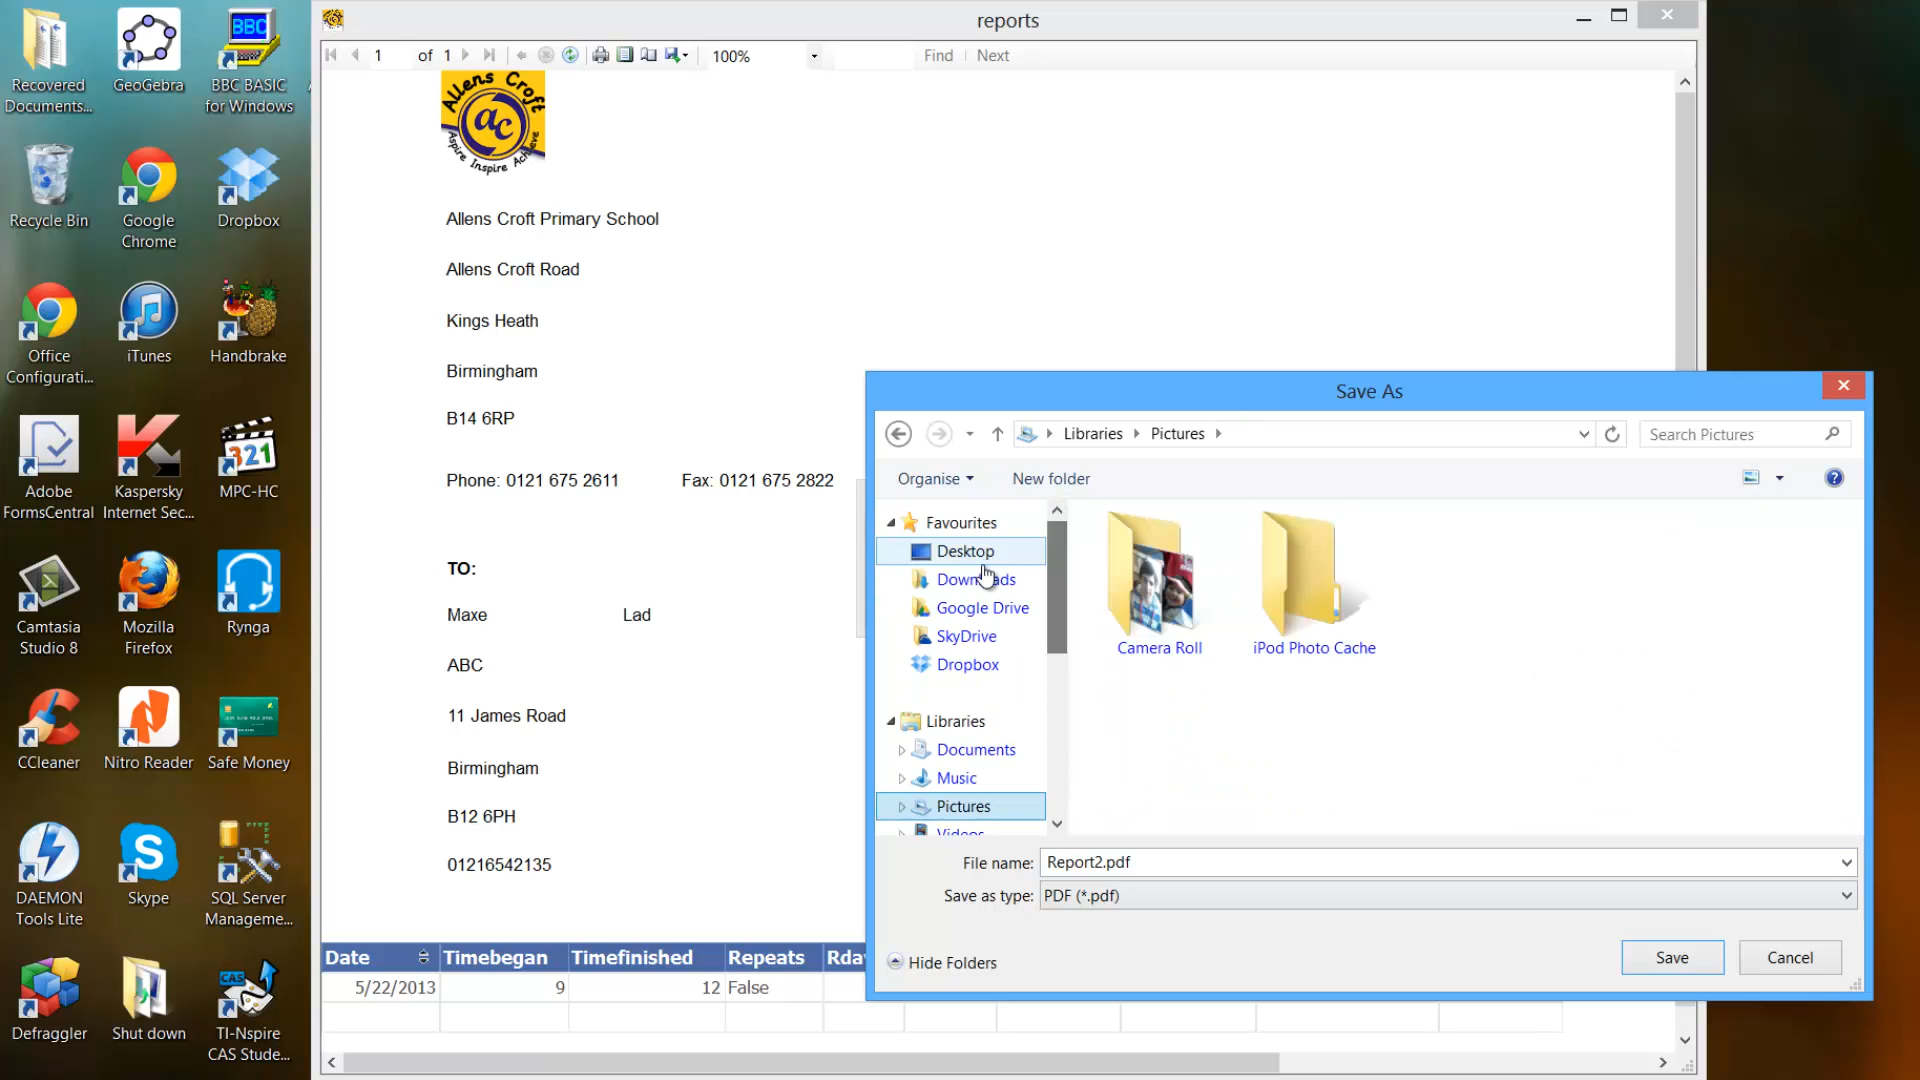 Recovered
Documents...
GeoGebra
BBC
BBC BASIC
for Windows
Recycle Bin
Google
Chrome
Dropbox
Office
Configurati...
iTunes
Handbrake
Adobe
FormsCentral
Kaspersky
Internet Sec...
321
MPC-HC
Camtasia
Studio 8
Mozilla
Firefox
Rynga
CCleaner
Nitro Reader
Safe Money
DAEMON
Tools Lite
Skype
SQL Server
Manageme...
Defraggler
Shut down
CAS
TI-Nspire
CAS Stude...
reports
1 of 1 100% Find Next
Allens Croft
ac
Aspire Inspire Achieve
Allens Croft Primary School
Allens Croft Road
Kings Heath
Birmingham
B14 6RP
Phone: 0121 675 2611 Fax: 0121 675 2822
TO:
Maxe Lad
ABC
11 James Road
Birmingham
B12 6PH
01216542135
Date Timebegan Timefinished Repeats Rda
5/22/2013 9 12 False
Save As
Libraries Pictures
Search Pictures
Organise New folder
Favourites
Desktop
Downloads
Google Drive
SkyDrive
Dropbox
Libraries
Documents
Music
Pictures
Videos
Camera Roll
iPod Photo Cache
File name: Report2.pdf
Save as type: PDF (*.pdf)
Hide Folders
Save Cancel